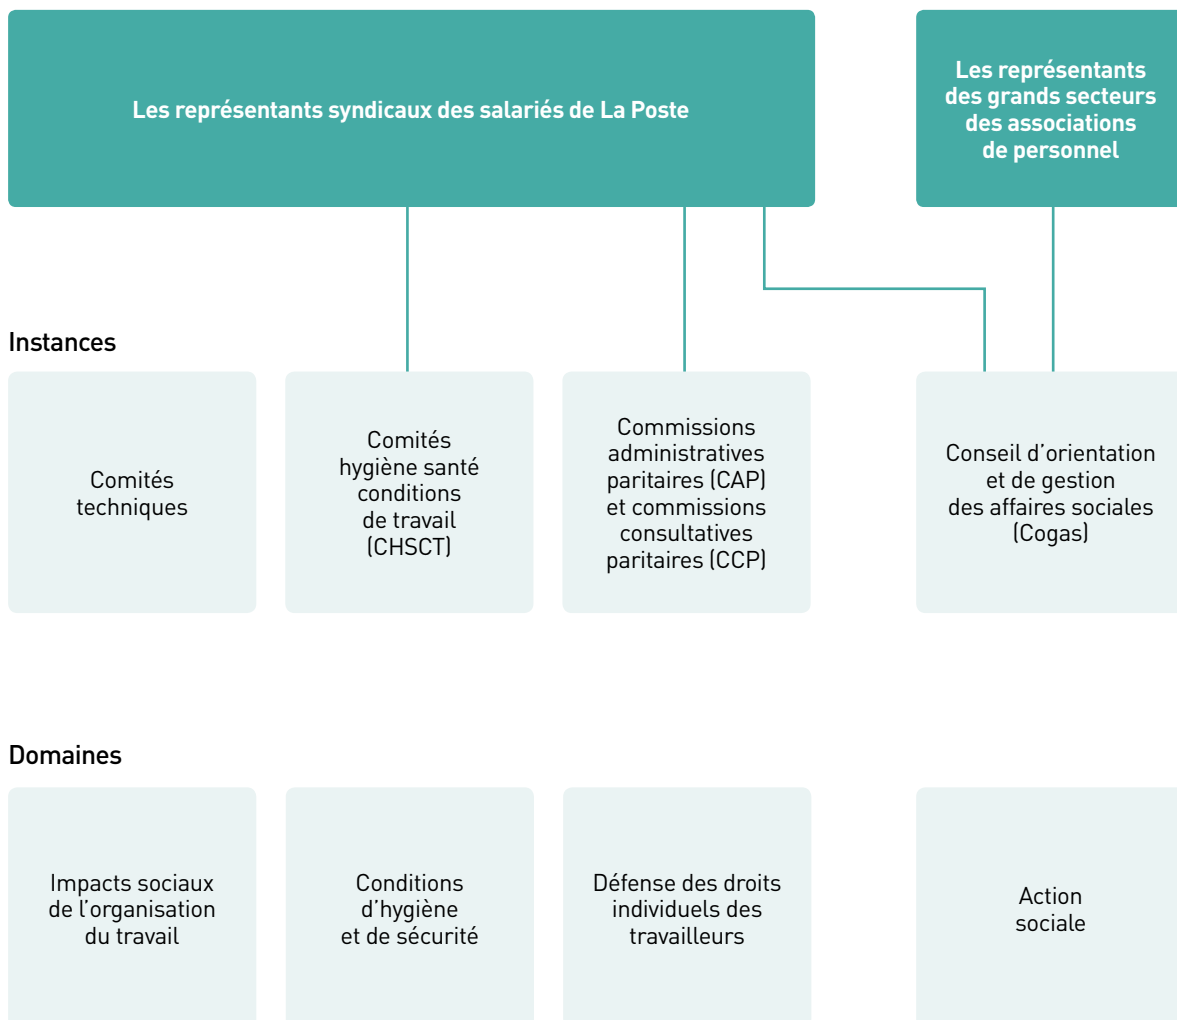 Les représentants syndicaux des salariés de La Poste
Les représentants
des grands secteurs
des associations
de personnel
Instances
Comités
techniques
Comités
hygiène santé
conditions
de travail
(CHSCT)
Commissions
administratives
paritaires (CAP)
et commissions
consultatives
paritaires (CCP)
Conseil d’orientation
et de gestion
des affaires sociales
(Cogas)
Domaines
Impacts sociaux
de l’organisation
du travail
Conditions
d’hygiène
et de sécurité
Défense des droits
individuels des
travailleurs
Action
sociale